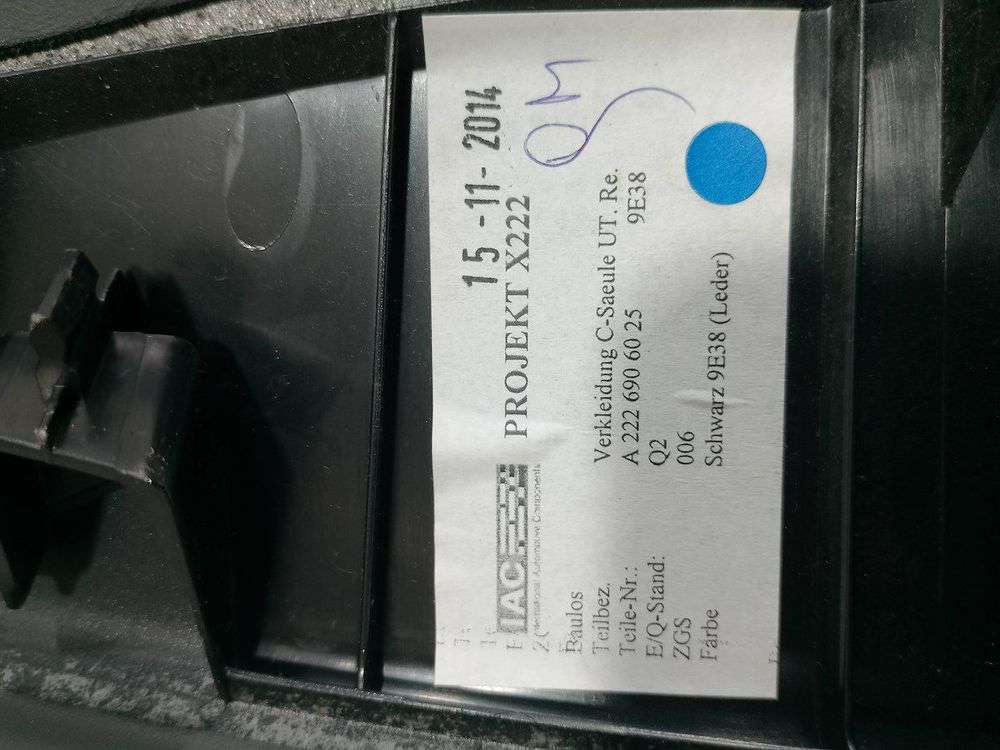 15 -11- 2014
QM
IAC PROJEKT X222
International Automotive Components
Baulos
Teilbez. Verkleidung C-Saeule UT. Re.
Teile-Nr.: A 222 690 60 25 9E38
E/Q-Stand: Q2
ZGS 006
Farbe Schwarz 9E38 (Leder)